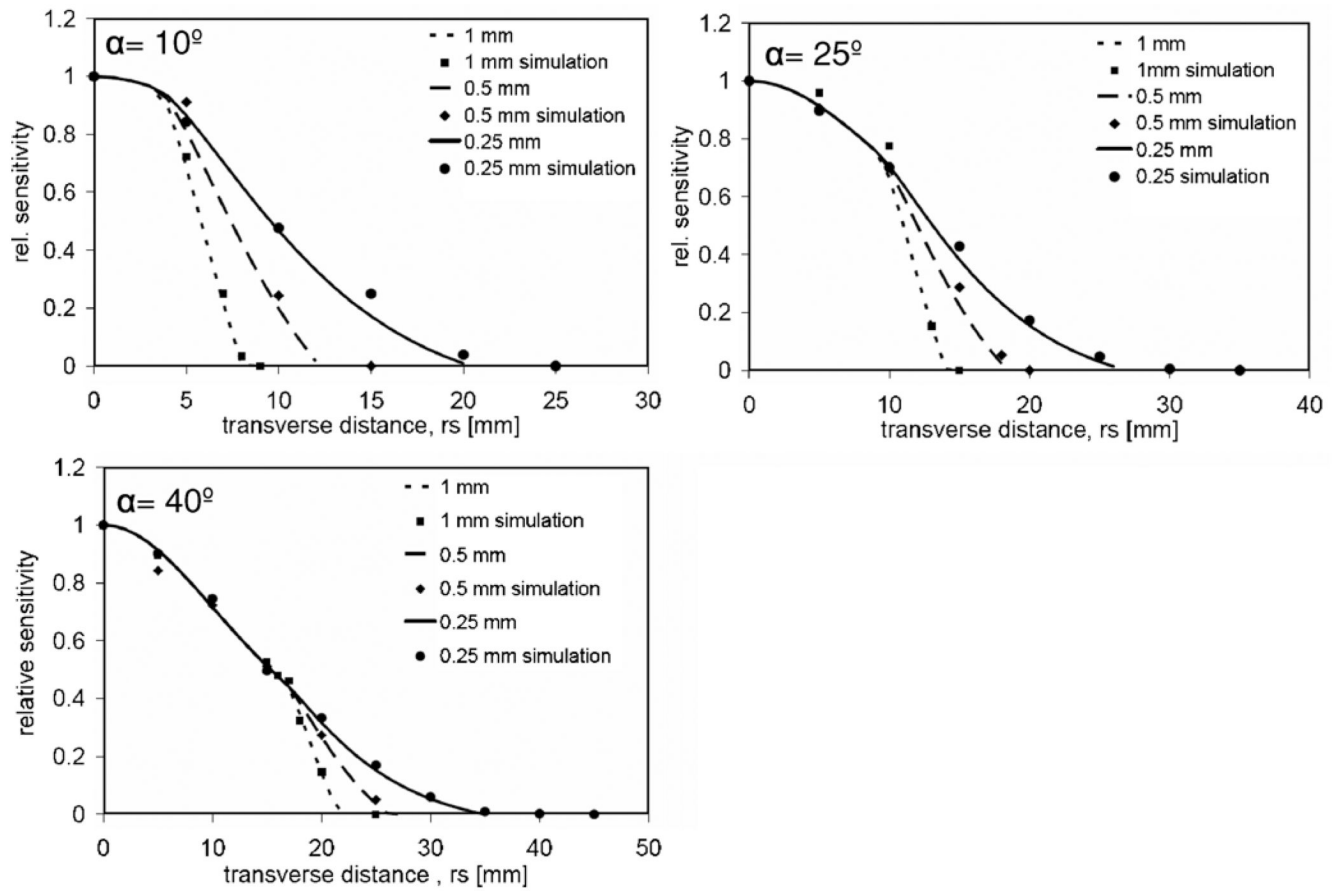 α= 10º
1.2
1
0.8
0.6
0.4
0.2
0
rel. sensitivity
0 5 10 15 20 25 30
transverse distance, rs [mm]
1 mm
1 mm simulation
0.5 mm
0.5 mm simulation
0.25 mm
0.25 mm simulation
α= 25º
1.2
1
0.8
0.6
0.4
0.2
0
rel. sensitivity
0 10 20 30 40
transverse distance, rs [mm]
1 mm
1mm simulation
0.5 mm
0.5 mm simulation
0.25 mm
0.25 simulation
α= 40º
1.2
1
0.8
0.6
0.4
0.2
0
relative sensitivity
0 10 20 30 40 50
transverse distance , rs [mm]
1 mm
1 mm simulation
0.5 mm
0.5 mm simulation
0.25 mm
0.25 mm simulation